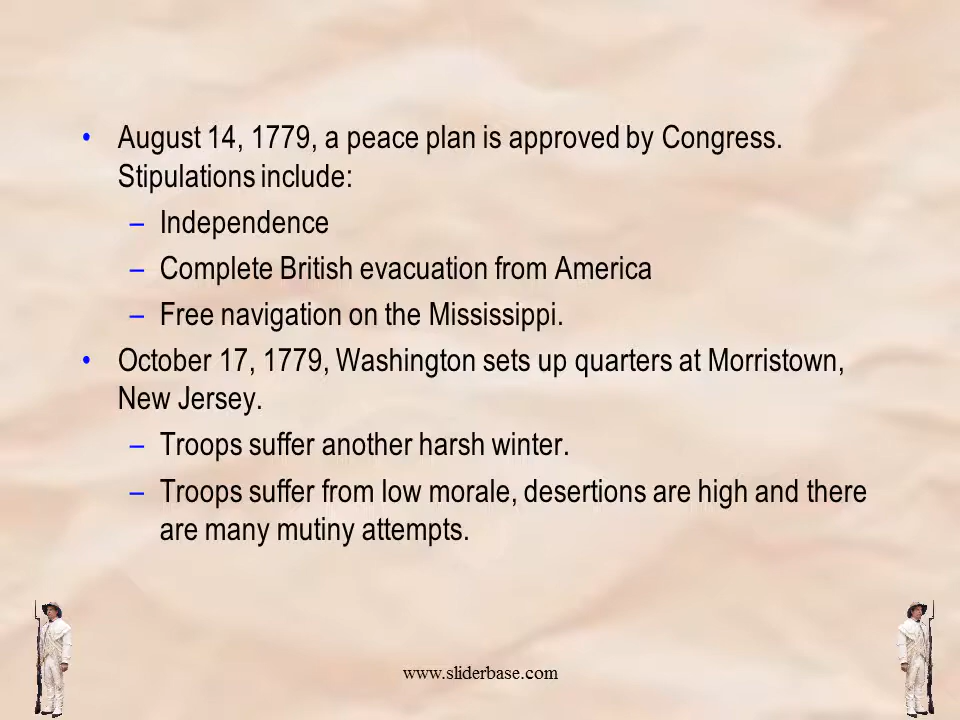 • August 14, 1779, a peace plan is approved by Congress.
Stipulations include:
– Independence
– Complete British evacuation from America
– Free navigation on the Mississippi.
• October 17, 1779, Washington sets up quarters at Morristown,
New Jersey.
– Troops suffer another harsh winter.
– Troops suffer from low morale, desertions are high and there
are many mutiny attempts.
www.sliderbase.com